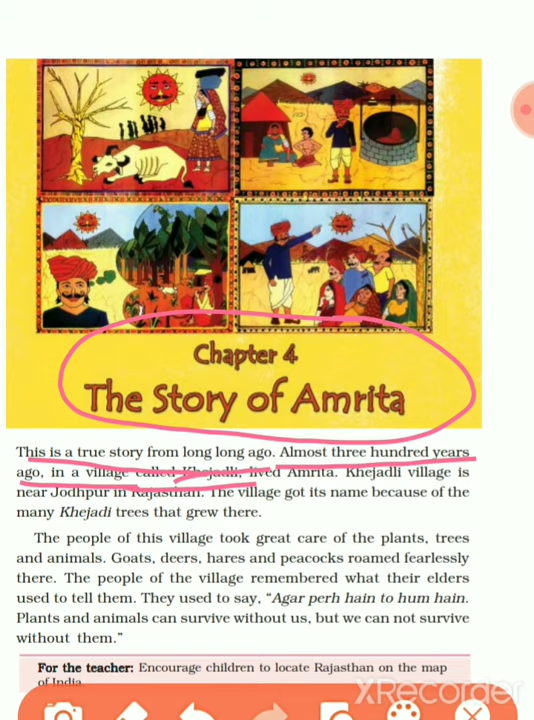 Chapter 4
The Story of Amrita
This is a true story from long long ago. Almost three hundred years
ago, in a village called Khejadli, lived Amrita. Khejadli village is
near Jodhpur in Rajasthan. The village got its name because of the
many Khejadi trees that grew there.
The people of this village took great care of the plants, trees
and animals. Goats, deers, hares and peacocks roamed fearlessly
there. The people of the village remembered what their elders
used to tell them. They used to say, “Agar perh hain to hum hain.
Plants and animals can survive without us, but we can not survive
without them.”
For the teacher: Encourage children to locate Rajasthan on the map
of India
XRecorder